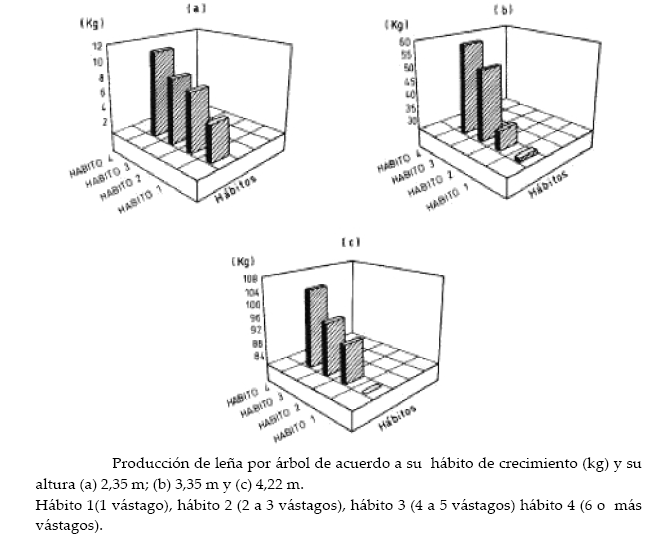 (a)
(Kg)
12
10
8
6
4
2
HABITO 4
HABITO 3
HABITO 2
HABITO 1
Hábitos
(b)
(Kg)
60
55
50
45
40
35
30
HABITO 4
HABITO 3
HABITO 2
HABITO 1
Hábitos
(c)
(Kg)
108
104
100
96
92
88
84
HABITO 4
HABITO 3
HABITO 2
HABITO 1
Hábitos
Producción de leña por árbol de acuerdo a su hábito de crecimiento (kg) y su
altura (a) 2,35 m; (b) 3,35 m y (c) 4,22 m.
Hábito 1(1 vástago), hábito 2 (2 a 3 vástagos), hábito 3 (4 a 5 vástagos) hábito 4 (6 o más
vástagos).